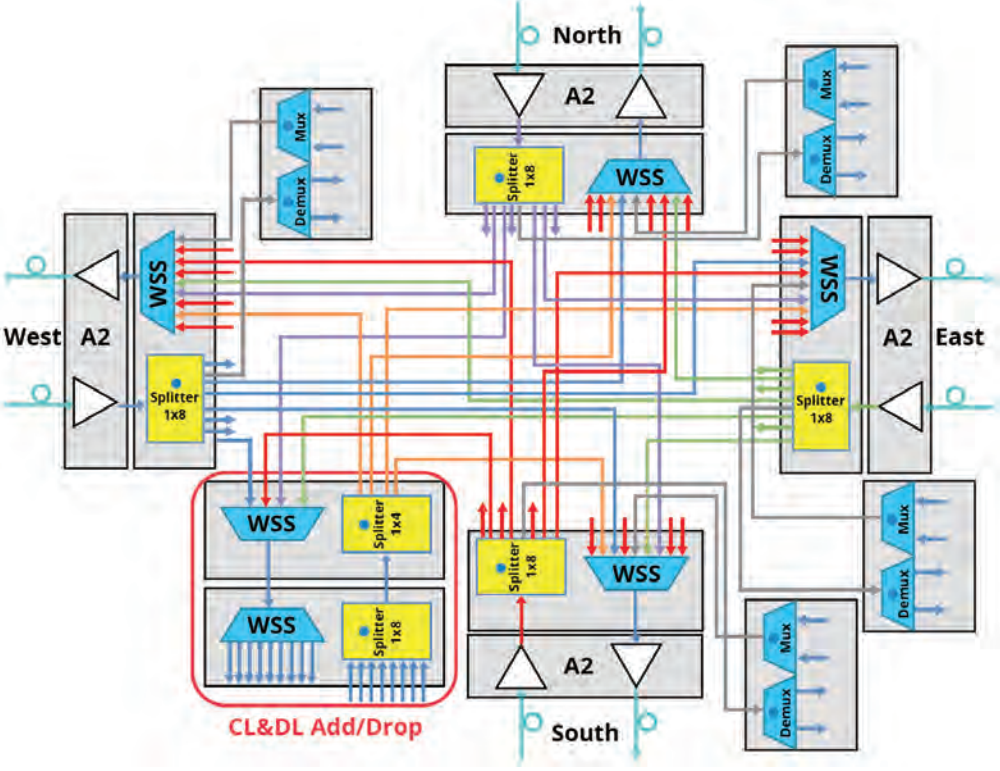 North
A2
Mux
Demux
Splitter
1x8
WSS
Mux
Demux
WSS
West
A2
Splitter
1x8
WSS
A2
East
Splitter
1x8
WSS
Splitter
1x4
WSS
Splitter
1x8
CL&DL Add/Drop
Splitter
1x8
WSS
A2
South
Mux
Demux
Mux
Demux